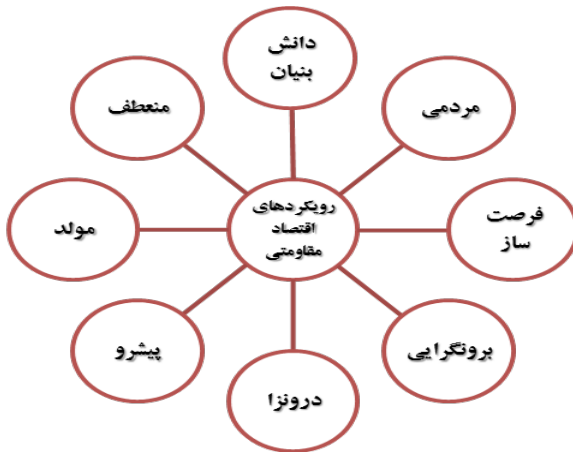 دانش
بنیان
مردمی
فرصت
ساز
برونگرایی
درونزا
پیشرو
مولد
منعطف
رویکردهای
اقتصاد
مقاومتی